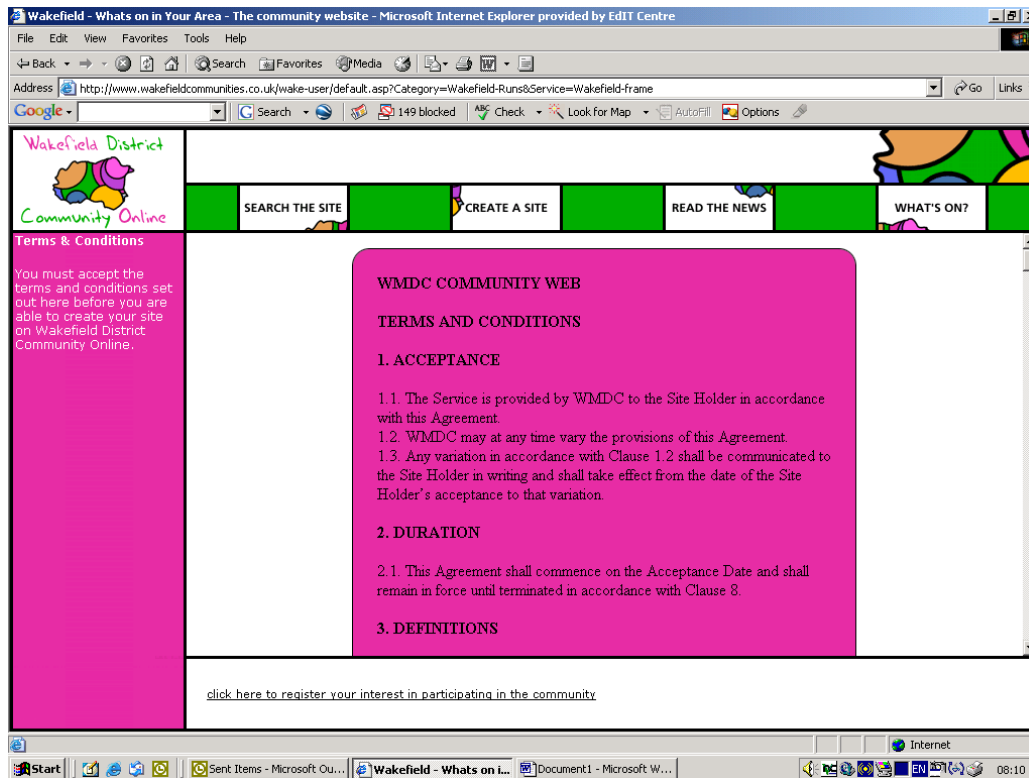 Wakefield - Whats on in Your Area - The community website - Microsoft Internet Explorer provided by EdIT Centre
File Edit View Favorites Tools Help
Back Search Favorites Media
Address http://www.wakefieldcommunities.co.uk/wake-user/default.asp?Category=Wakefield-Runs&Service=Wakefield-frame Go Links
Google Search 149 blocked ABC Check Look for Map AutoFill Options
Wakefield District
Community Online
SEARCH THE SITE CREATE A SITE READ THE NEWS WHAT'S ON?
Terms & Conditions
You must accept the
terms and conditions set
out here before you are
able to create your site
on Wakefield District
Community Online.
WMDC COMMUNITY WEB
TERMS AND CONDITIONS
1. ACCEPTANCE
1.1. The Service is provided by WMDC to the Site Holder in accordance
with this Agreement.
1.2. WMDC may at any time vary the provisions of this Agreement.
1.3. Any variation in accordance with Clause 1.2 shall be communicated to
the Site Holder in writing and shall take effect from the date of the Site
Holder's acceptance to that variation.
2. DURATION
2.1. This Agreement shall commence on the Acceptance Date and shall
remain in force until terminated in accordance with Clause 8.
3. DEFINITIONS
click here to register your interest in participating in the community
Internet
Start Sent Items - Microsoft Ou... Wakefield - Whats on i... Document1 - Microsoft W... EN 08:10